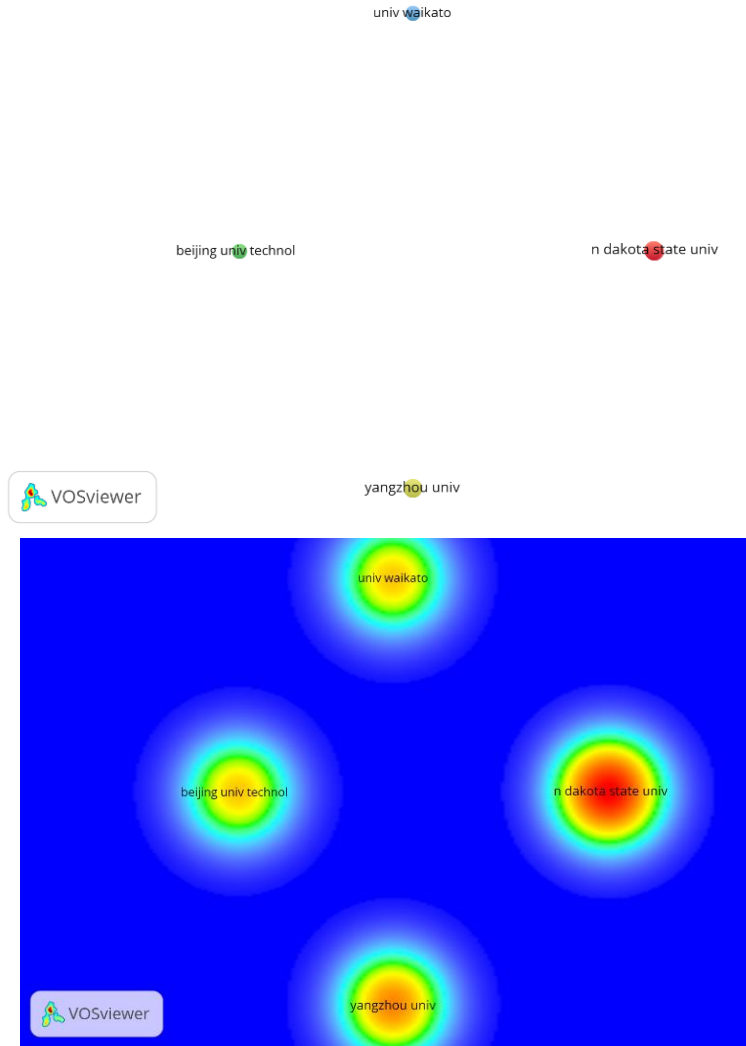 univ waikato
beijing univ technol
n dakota state univ
yangzhou univ
VOSviewer
univ waikato
beijing univ technol
n dakota state univ
yangzhou univ
VOSviewer